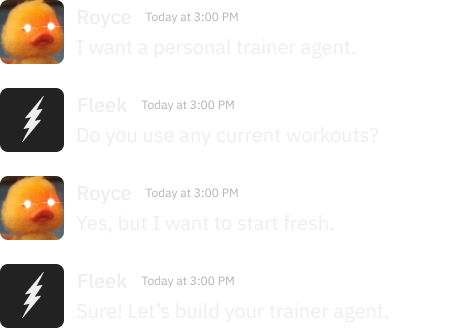 Royce Today at 3:00 PM
I want a personal trainer agent.
Fleek Today at 3:00 PM
Do you use any current workouts?
Royce Today at 3:00 PM
Yes, but I want to start fresh.
Fleek Today at 3:00 PM
Sure! Let's build your trainer agent.